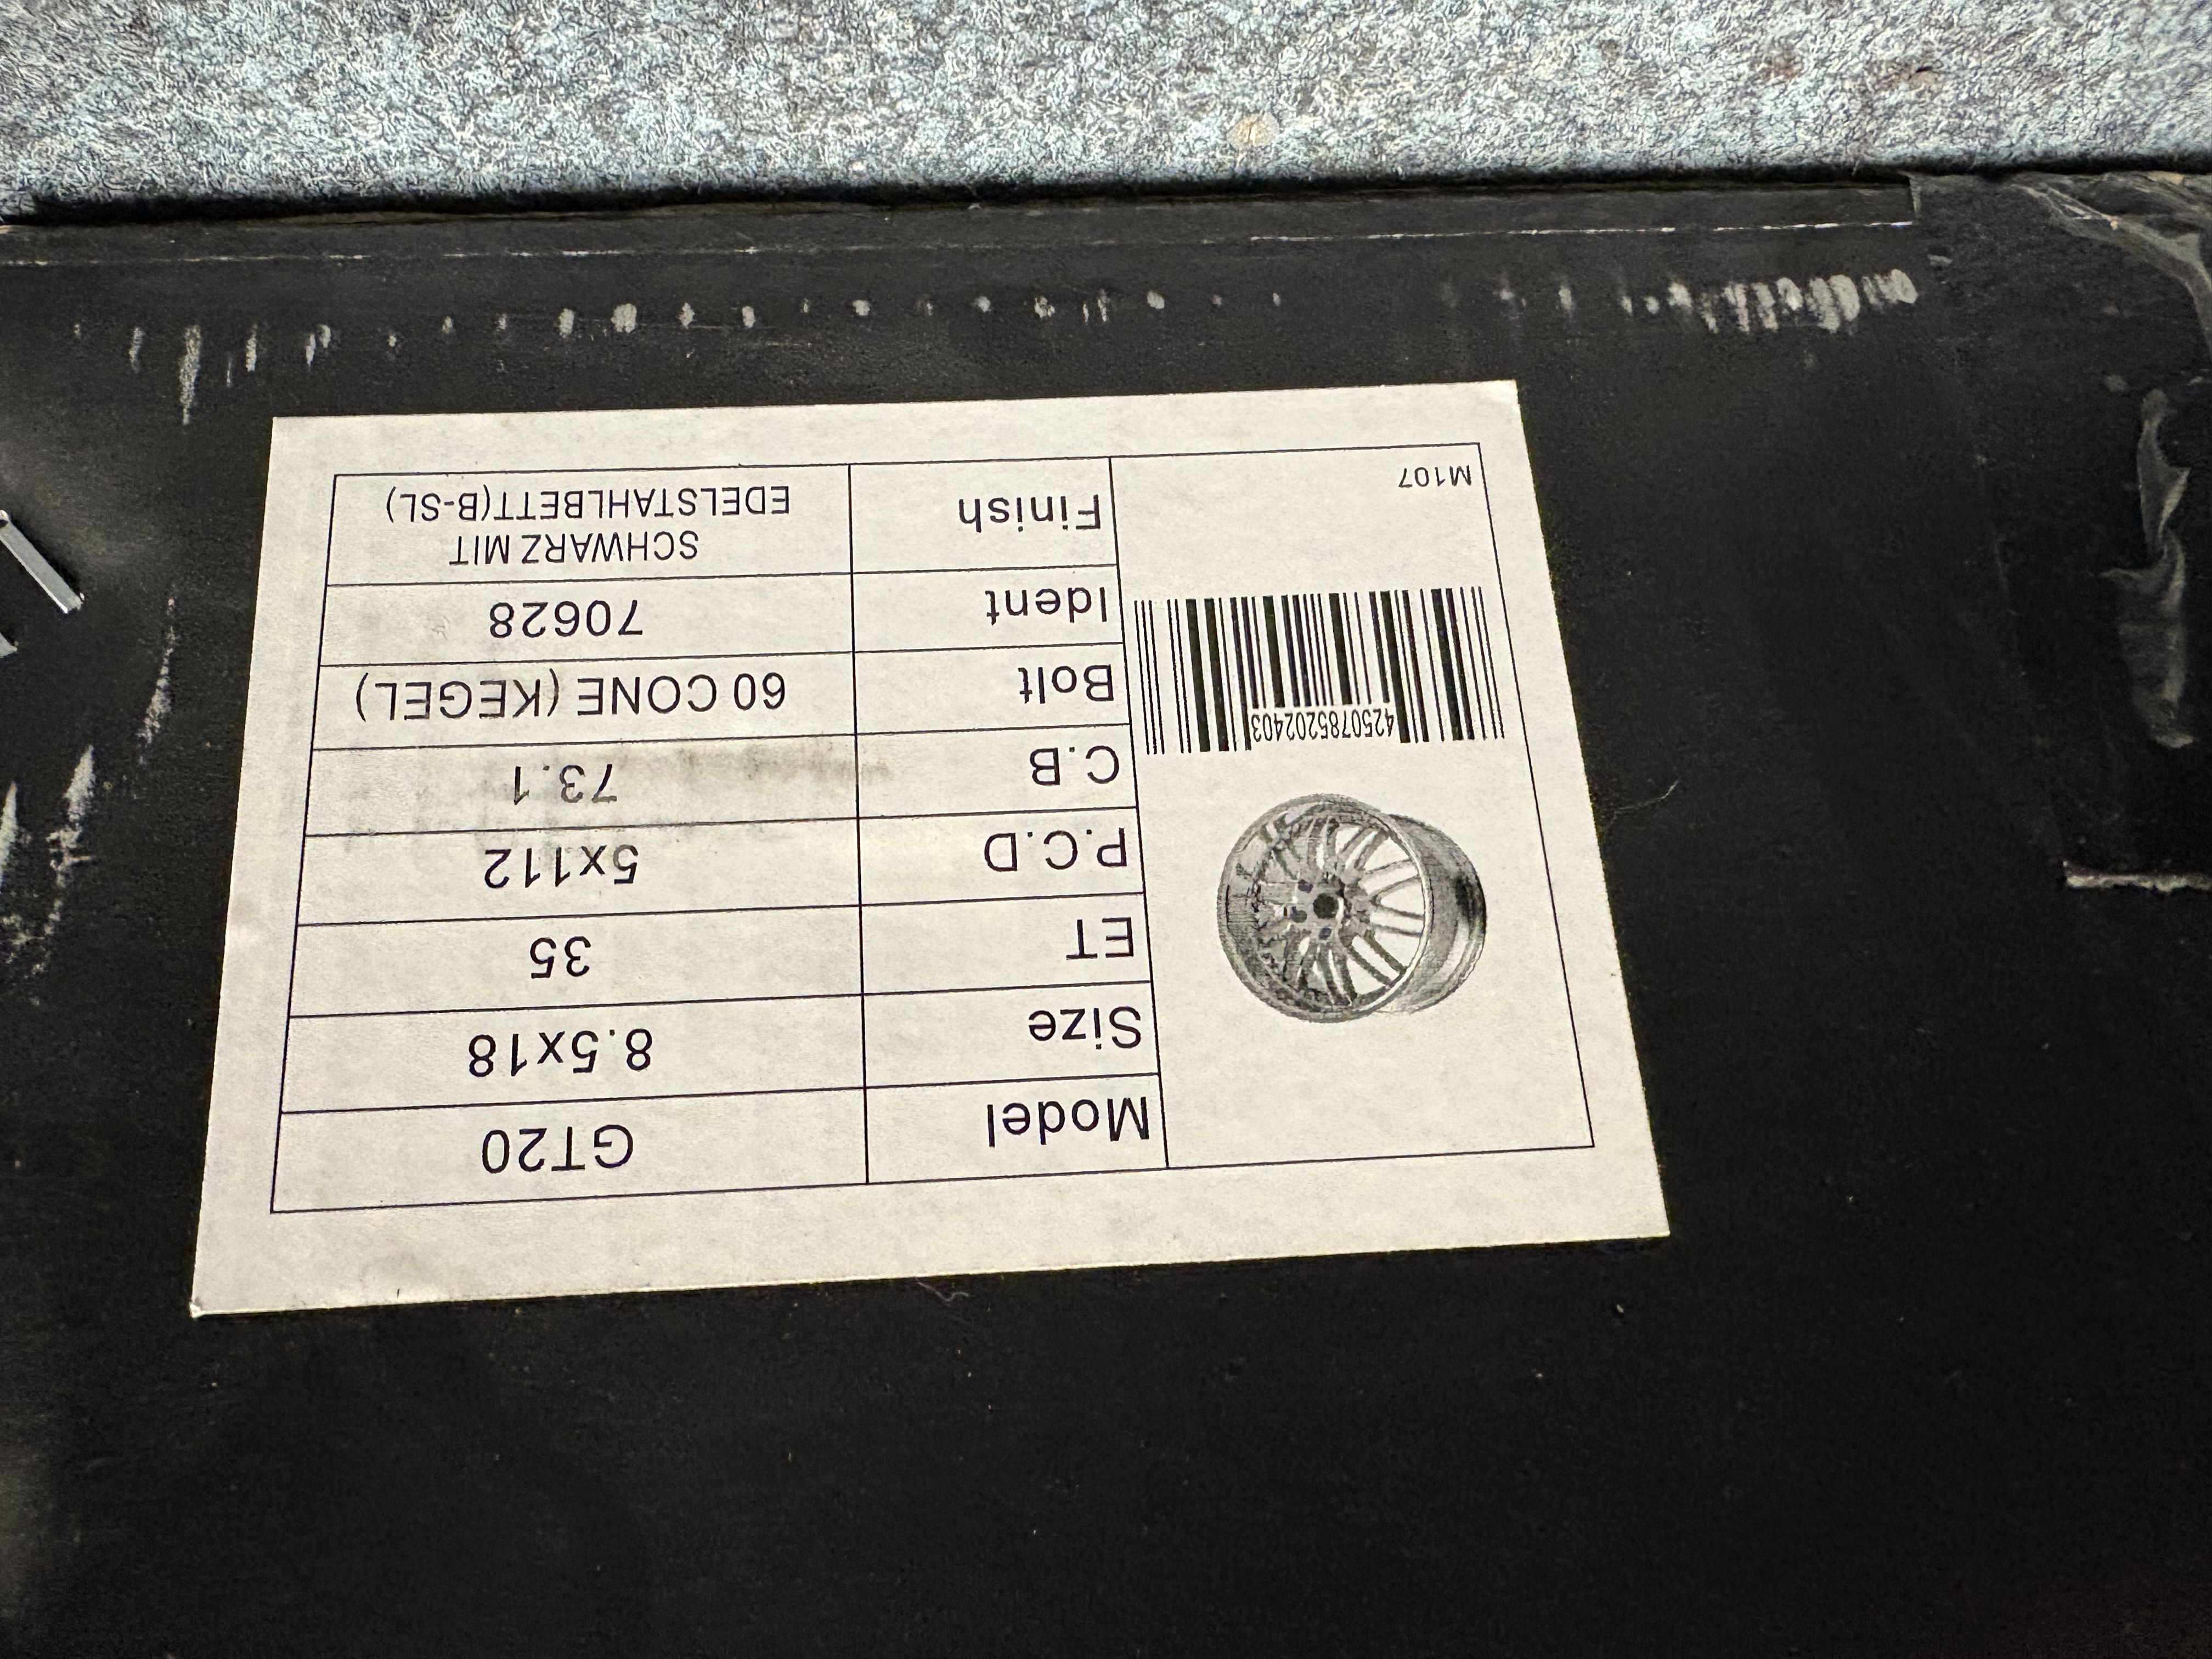 Model GT20
Size 8.5x18
ET 35
P.C.D 5x112
C.B 73.1
Bolt 60 CONE (KEGEL)
Ident 70628
Finish SCHWARZ MIT
EDELSTAHLBETT(B-SL)
4250785202403
M107